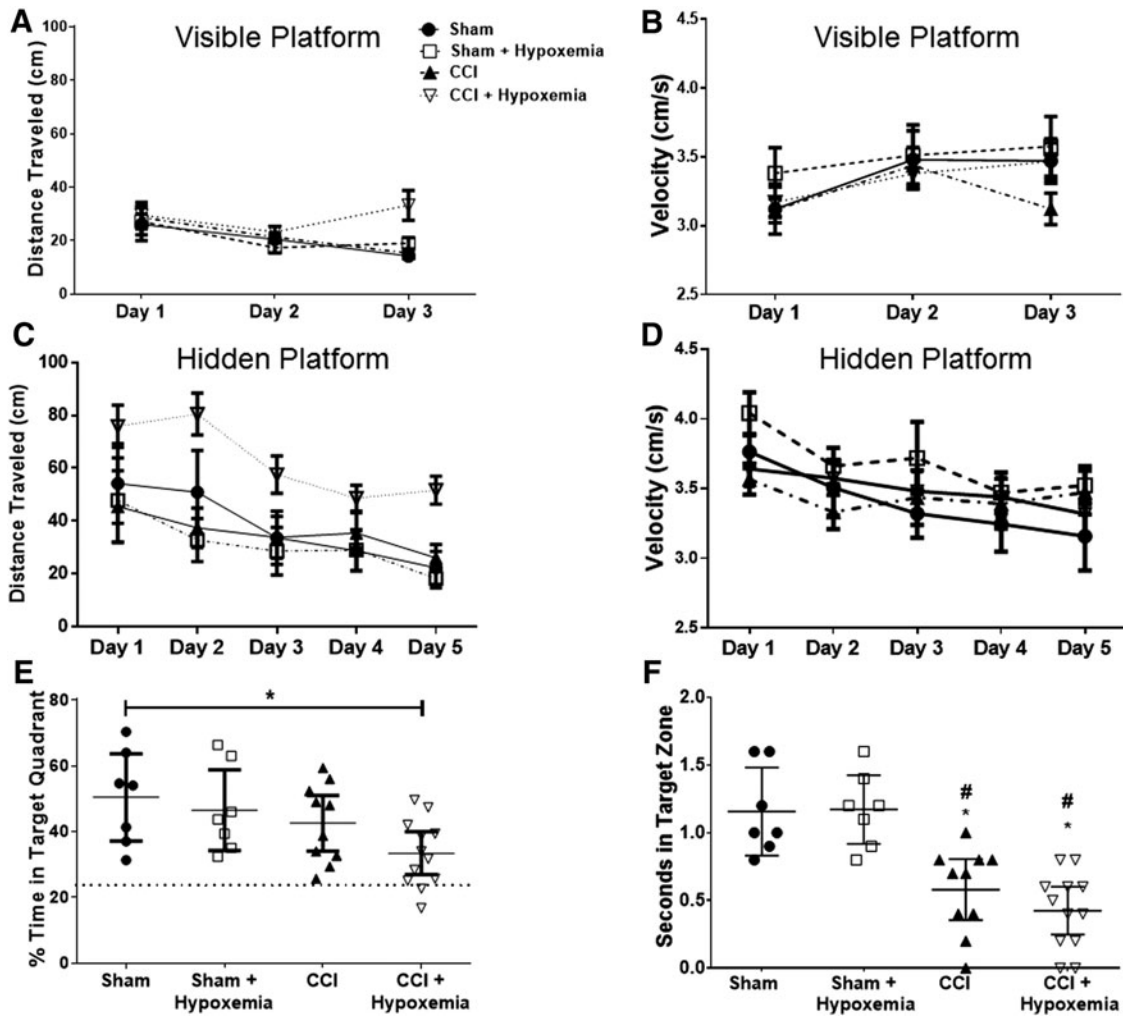 A
Visible Platform
Distance Traveled (cm)
100
80
60
40
20
0
Day 1 Day 2 Day 3
Sham
Sham + Hypoxemia
CCI
CCI + Hypoxemia
B
Visible Platform
Velocity (cm/s)
4.5
4.0
3.5
3.0
2.5
Day 1 Day 2 Day 3
C
Hidden Platform
Distance Traveled (cm)
100
80
60
40
20
0
Day 1 Day 2 Day 3 Day 4 Day 5
D
Hidden Platform
Velocity (cm/s)
4.5
4.0
3.5
3.0
2.5
Day 1 Day 2 Day 3 Day 4 Day 5
E
% Time in Target Quadrant
80
60
40
20
0
*
Sham Sham + CCI CCI +
Hypoxemia Hypoxemia
F
Seconds in Target Zone
2.0
1.5
1.0
0.5
0.0
# #
* *
Sham Sham + CCI CCI +
Hypoxemia Hypoxemia